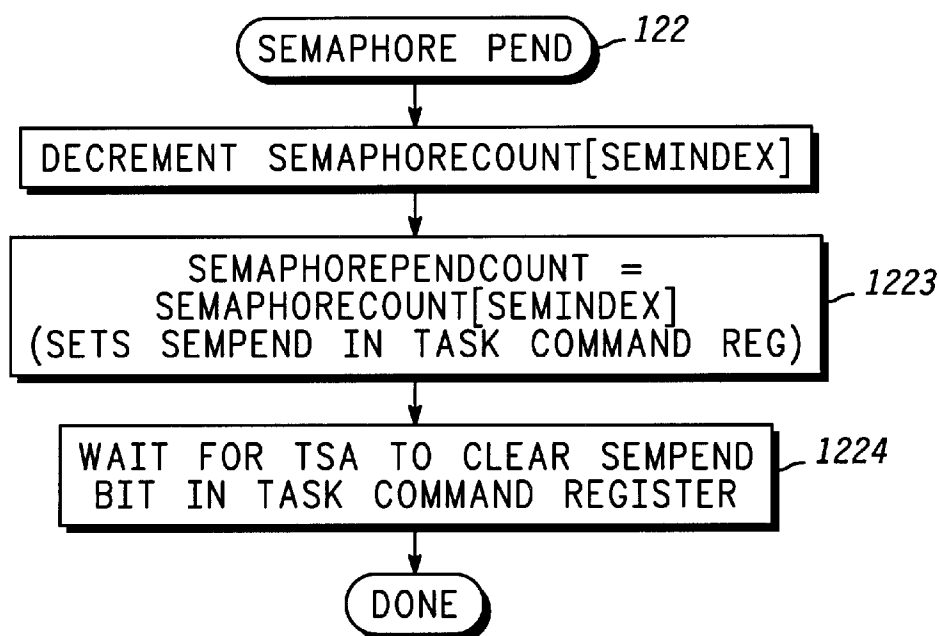 SEMAPHORE PEND
122
DECREMENT SEMAPHORECOUNT[SEMINDEX]
SEMAPHOREPENDCOUNT =
SEMAPHORECOUNT[SEMINDEX]
(SETS SEMPEND IN TASK COMMAND REG)
1223
WAIT FOR TSA TO CLEAR SEMPEND
BIT IN TASK COMMAND REGISTER
1224
DONE